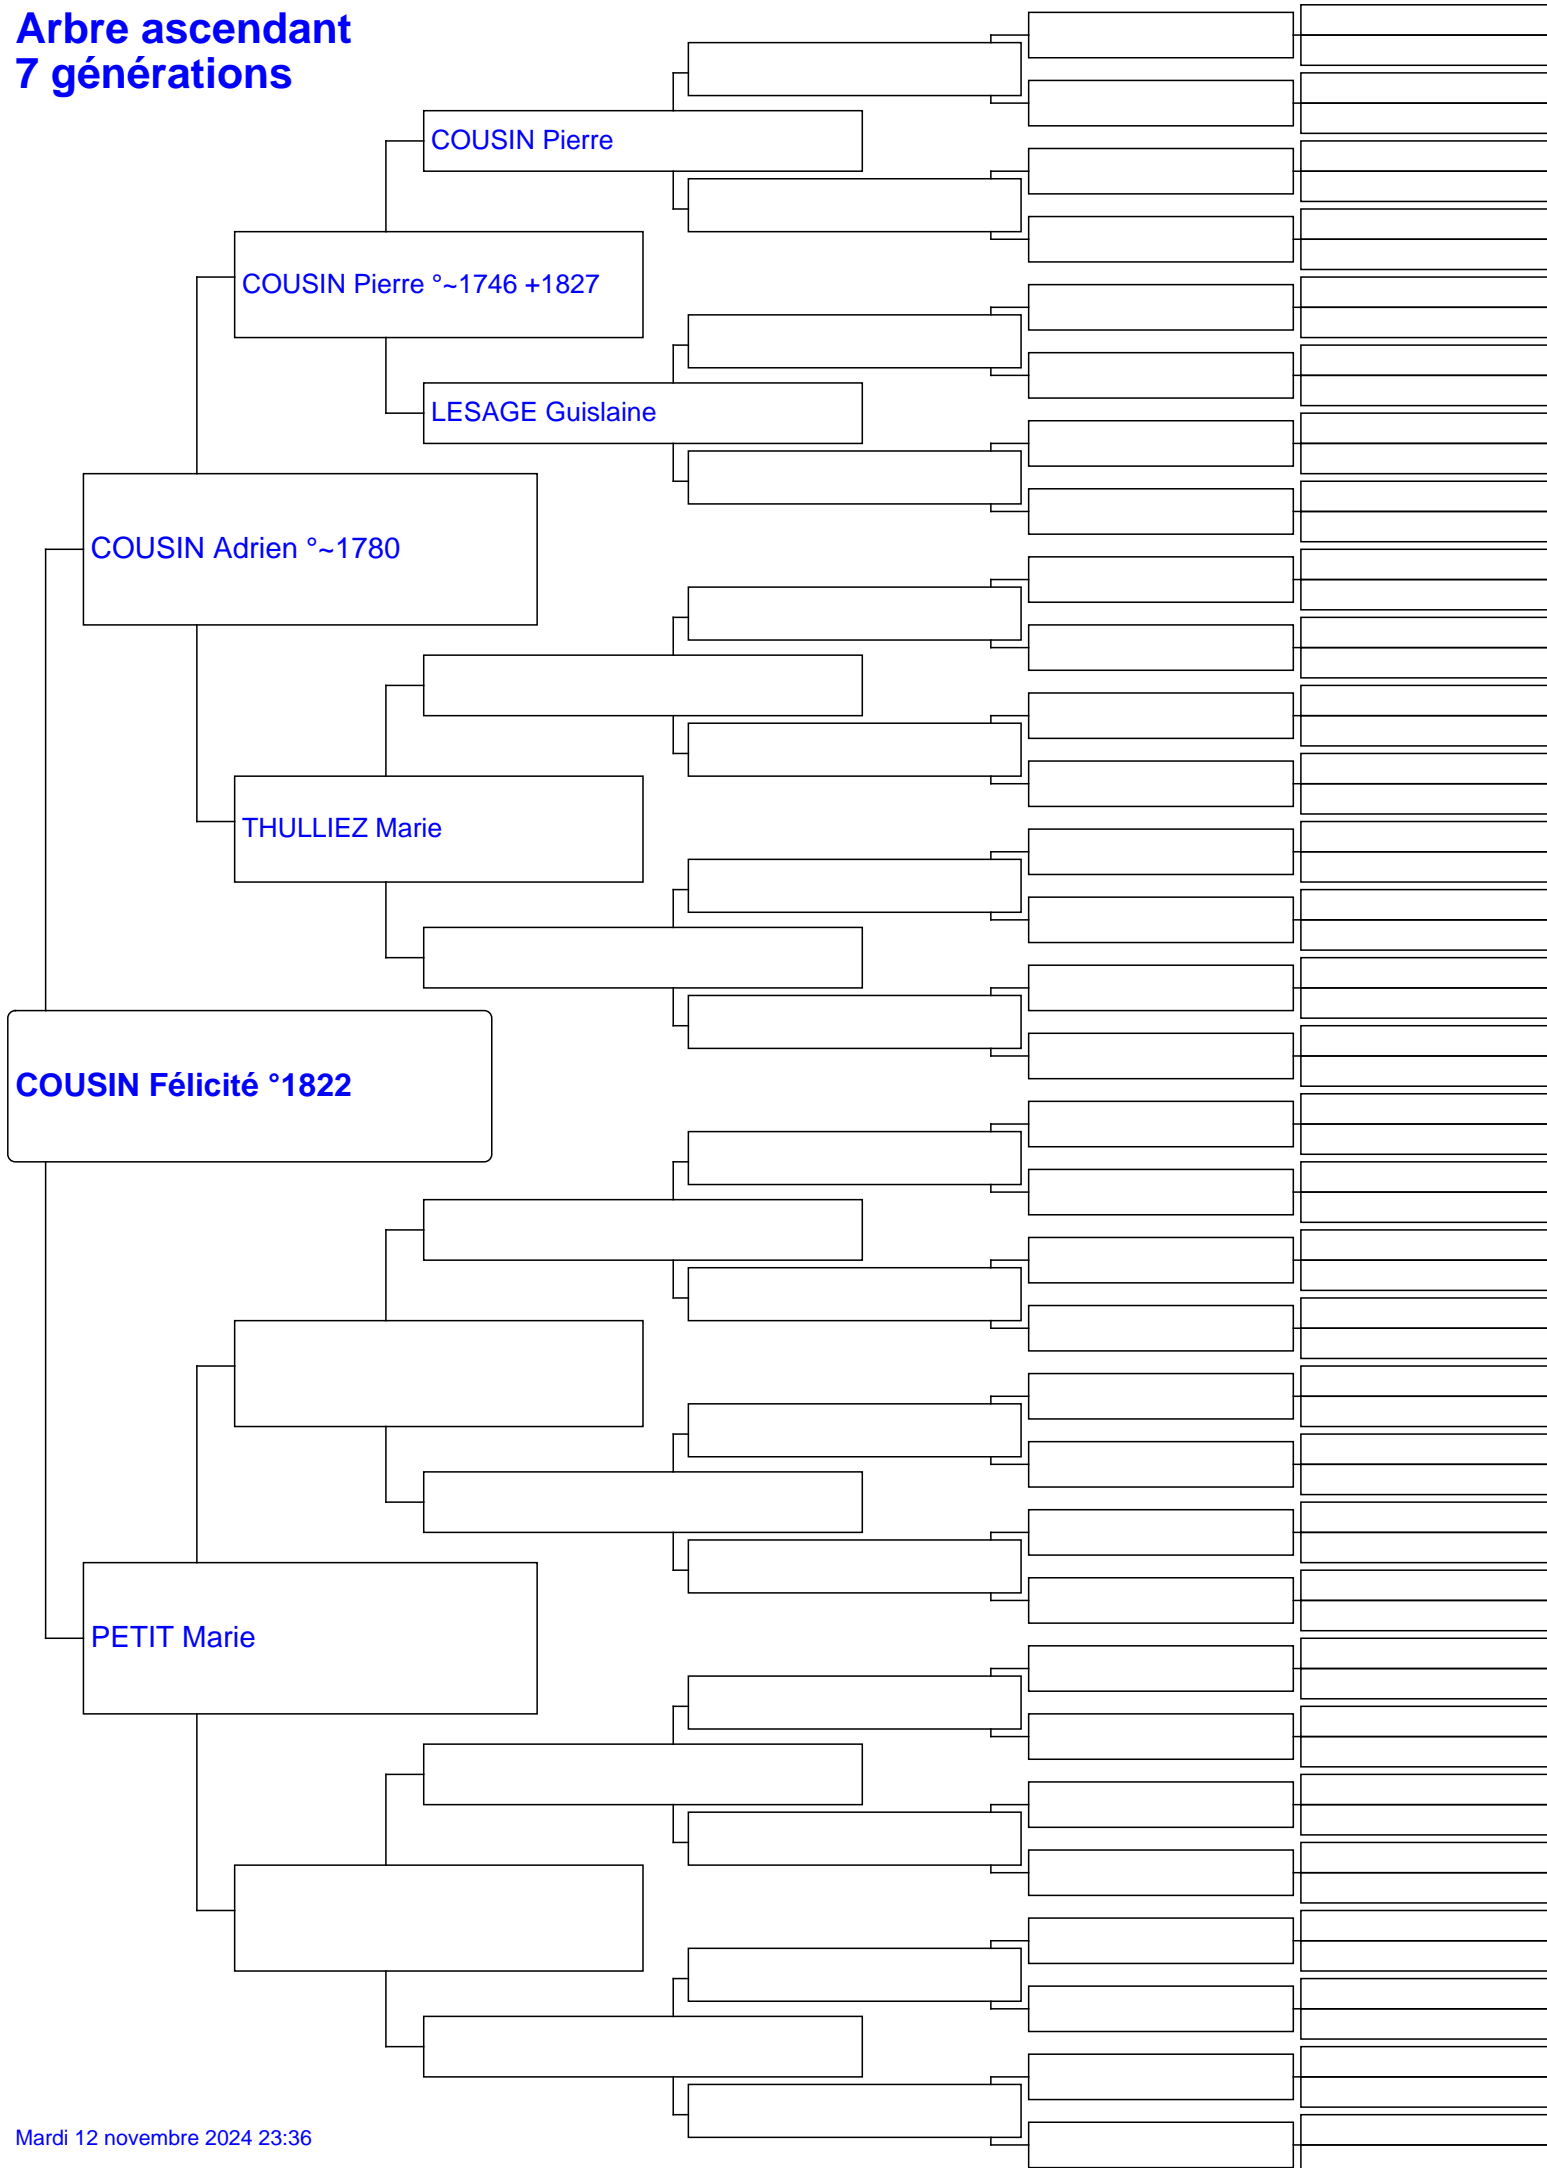 Arbre ascendant
7 générations
COUSIN Pierre
COUSIN Pierre °~1746 +1827
LESAGE Guislaine
COUSIN Adrien °~1780
THULLIEZ Marie
COUSIN Félicité °1822
PETIT Marie
Mardi 12 novembre 2024 23:36